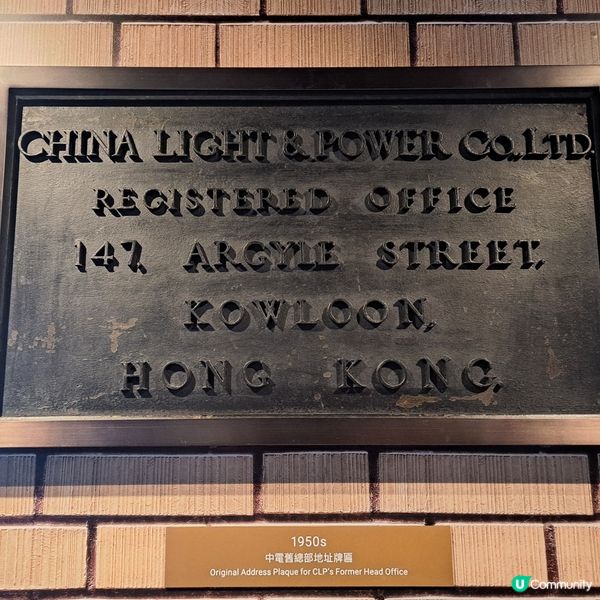 CHINA LIGHT & POWER CO., LTD.
REGISTERED OFFICE
147, ARGYLE STREET,
KOWLOON,
HONG KONG.
1950s
中電舊總部地址牌匾
Original Address Plaque for CLP's Former Head Office
U Community